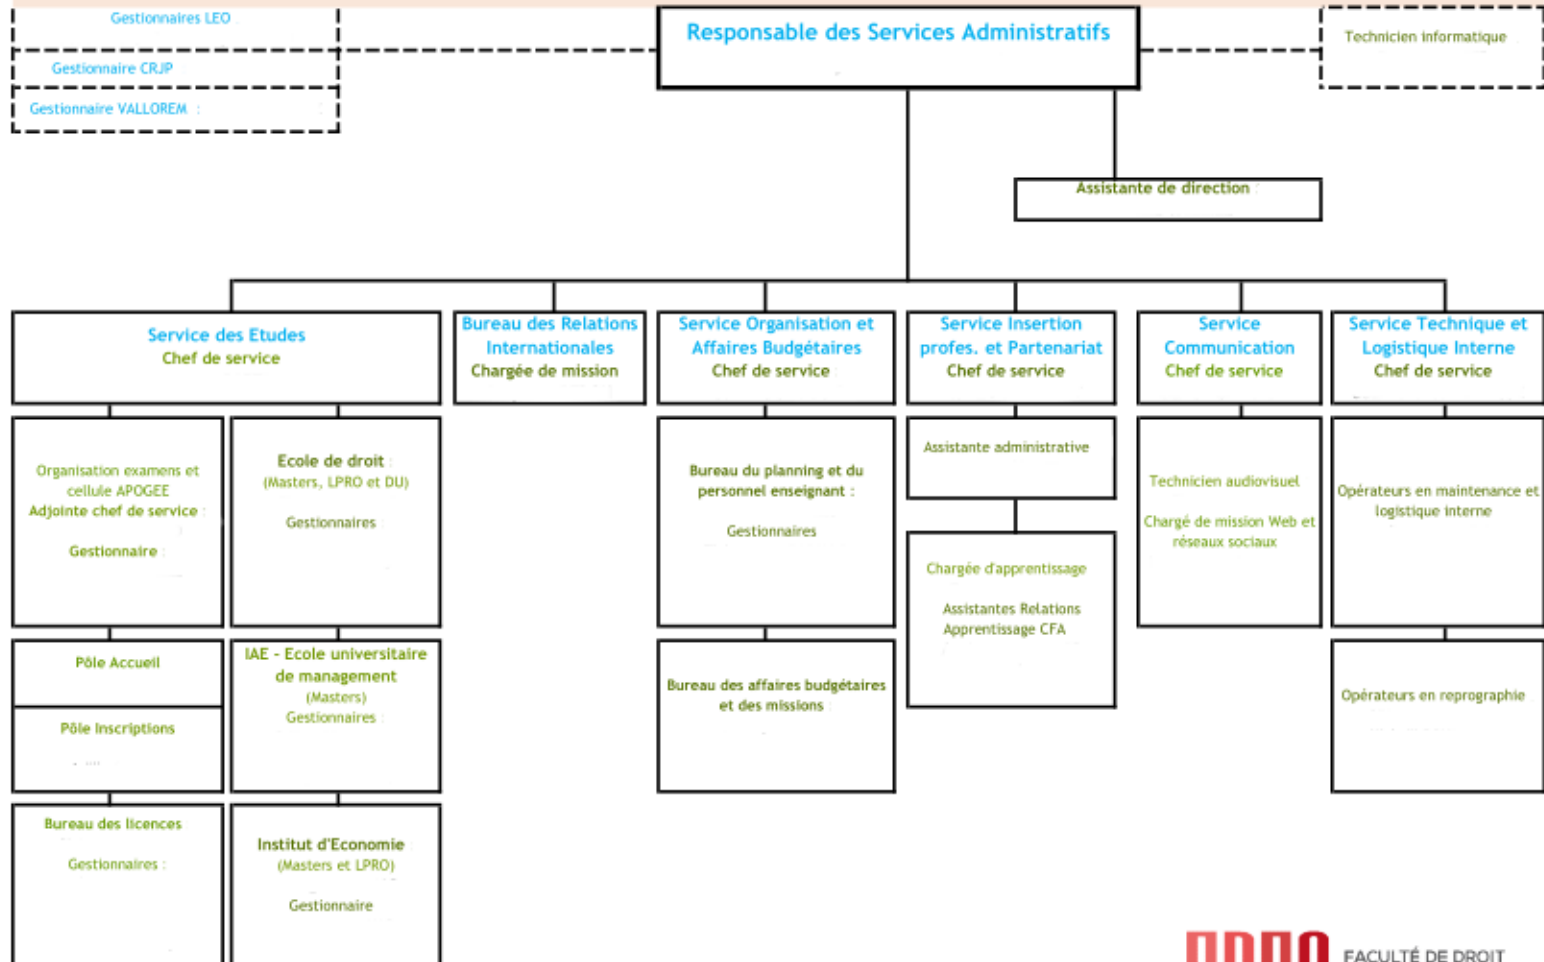 Gestionnaires LEO
Gestionnaire CRJP
Gestionnaire VALLOREM :
Responsable des Services Administratifs
Technicien informatique
Assistante de direction :
Service des Etudes
Chef de service
Bureau des Relations
Internationales
Chargée de mission
Service Organisation et
Affaires Budgétaires
Chef de service
Service Insertion
profes. et Partenariat
Chef de service
Service
Communication
Chef de service
Service Technique et
Logistique Interne
Chef de service
Organisation examens et
cellule APOGEE
Adjointe chef de service :
Gestionnaire :
Ecole de droit :
(Masters, LPRO et DU)
Gestionnaires
Bureau du planning et du
personnel enseignant :
Gestionnaires
Assistante administrative
Chargée d'apprentissage
Assistantes Relations
Apprentissage CFA
Technicien audiovisuel
Chargé de mission Web et
réseaux sociaux
Opérateurs en maintenance et
logistique interne
Pôle Accueil
Pôle Inscriptions
IAE - Ecole universitaire
de management
(Masters)
Gestionnaires :
Bureau des affaires budgétaires
et des missions :
Opérateurs en reprographie
Bureau des licences
Gestionnaires :
Institut d'Economie :
(Masters et LPRO)
Gestionnaire
FACULTÉ DE DROIT